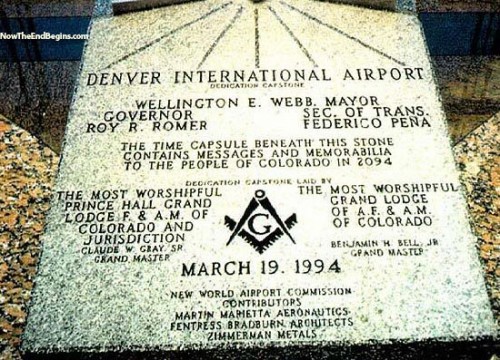 NowTheEndBegins.com
DENVER INTERNATIONAL AIRPORT
DEDICATION CAPSTONE
WELLINGTON E. WEBB, MAYOR
GOVERNOR
ROY R. ROMER
SEC. OF TRANS.
FEDERICO PEÑA
THE TIME CAPSULE BENEATH THIS STONE
CONTAINS MESSAGES AND MEMORABILIA
TO THE PEOPLE OF COLORADO IN 2094
DEDICATION CAPSTONE LAID BY
THE MOST WORSHIPFUL
PRINCE HALL GRAND
LODGE F. & A.M. OF
COLORADO AND
JURISDICTION
CLAUDE W. GRAY, SR.
GRAND MASTER
G
THE MOST WORSHIPFUL
GRAND LODGE
OF A.F. & A.M.
OF COLORADO
BENJAMIN H. BELL, JR
GRAND MASTER
MARCH 19, 1994
NEW WORLD AIRPORT COMMISSION
CONTRIBUTORS
MARTIN MARIETTA AERONAUTICS
FENTRESS BRADBURN, ARCHITECTS
ZIMMERMAN METALS